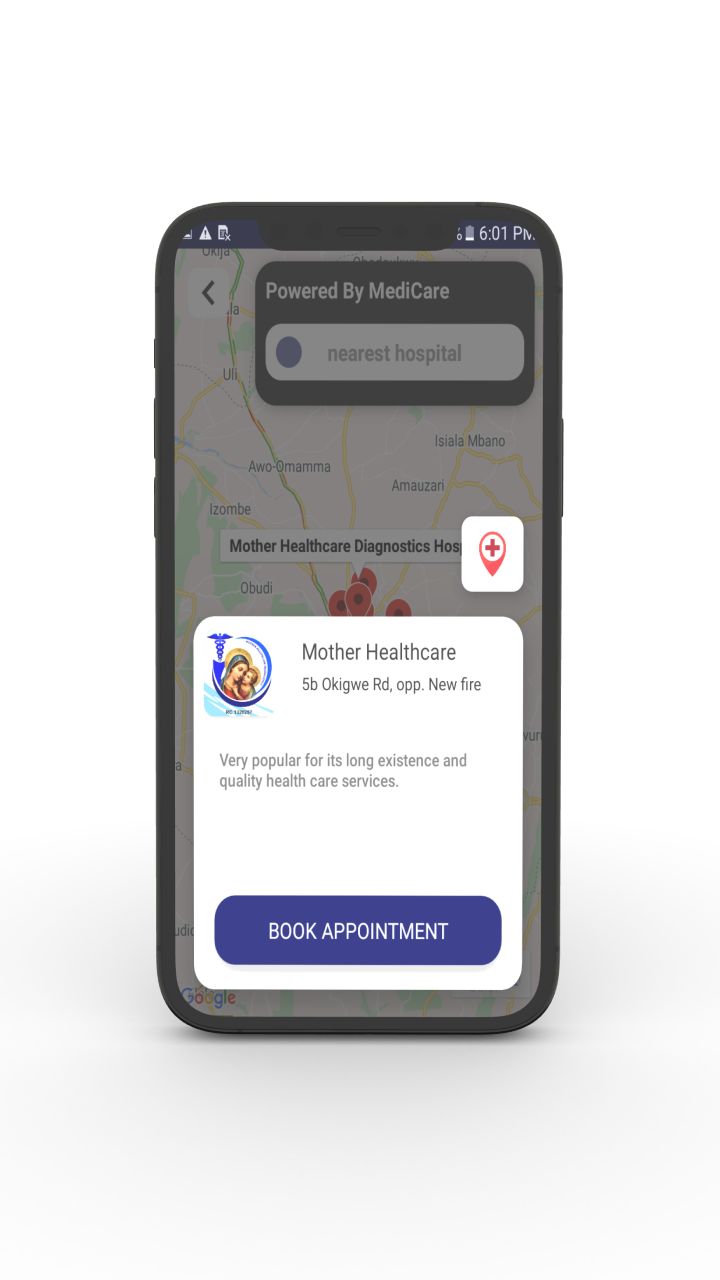 6:01 PM
Okija
Powered By MediCare
nearest hospital
Uli
Isiala Mbano
Awo-Omamma
Amauzari
Izombe
Mother Healthcare Diagnostics Hosp
Obudi
Mother Healthcare
5b Okigwe Rd, opp. New fire
Very popular for its long existence and
quality health care services.
BOOK APPOINTMENT
Google